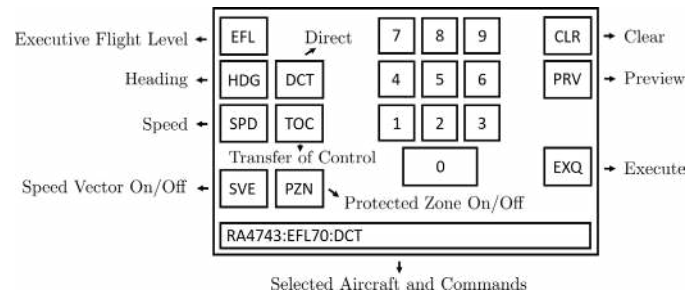 Executive Flight Level EFL Direct 7 8 9 CLR Clear
Heading HDG DCT 4 5 6 PRV Preview
Speed SPD TOC 1 2 3
Transfer of Control 0 EXQ Execute
Speed Vector On/Off SVE PZN
Protected Zone On/Off
RA4743:EFL70:DCT
Selected Aircraft and Commands